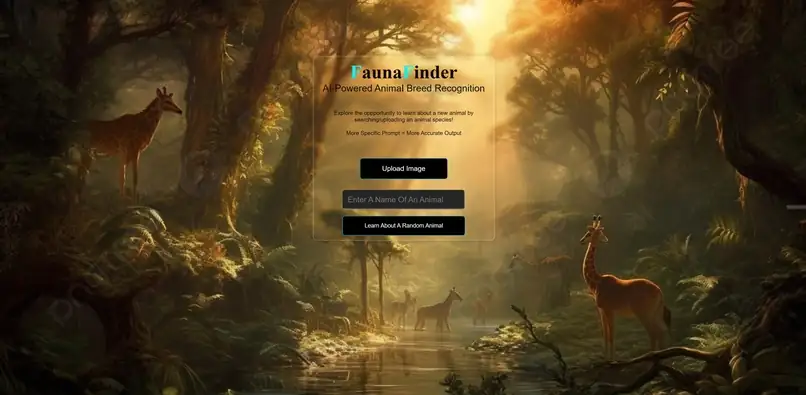 FaunaFinder
AI-Powered Animal Breed Recognition
Explore the oppportunity to learn about a new animal by
searching/uploading an animal species!
More Specific Prompt = More Accurate Output
Upload Image
Enter A Name Of An Animal
Learn About A Random Animal